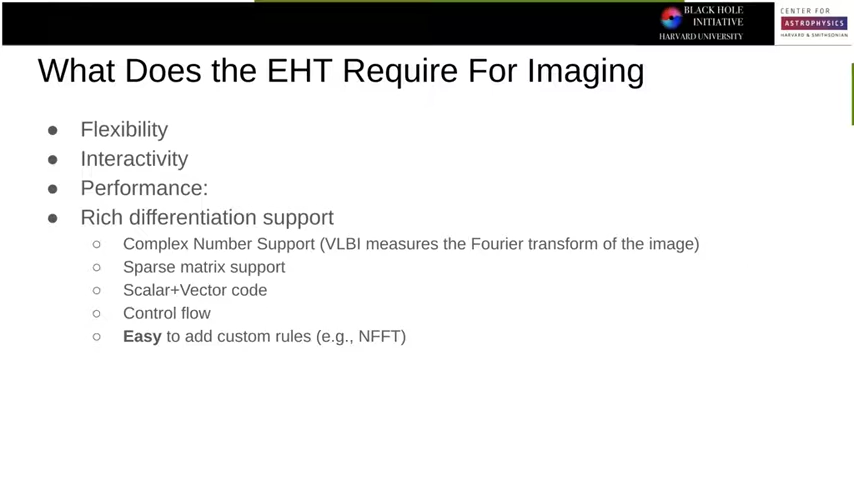 BLACK HOLE
INITIATIVE
HARVARD UNIVERSITY
CENTER FOR
ASTROPHYSICS
HARVARD & SMITHSONIAN
What Does the EHT Require For Imaging
● Flexibility
● Interactivity
● Performance:
● Rich differentiation support
○ Complex Number Support (VLBI measures the Fourier transform of the image)
○ Sparse matrix support
○ Scalar+Vector code
○ Control flow
○ Easy to add custom rules (e.g., NFFT)